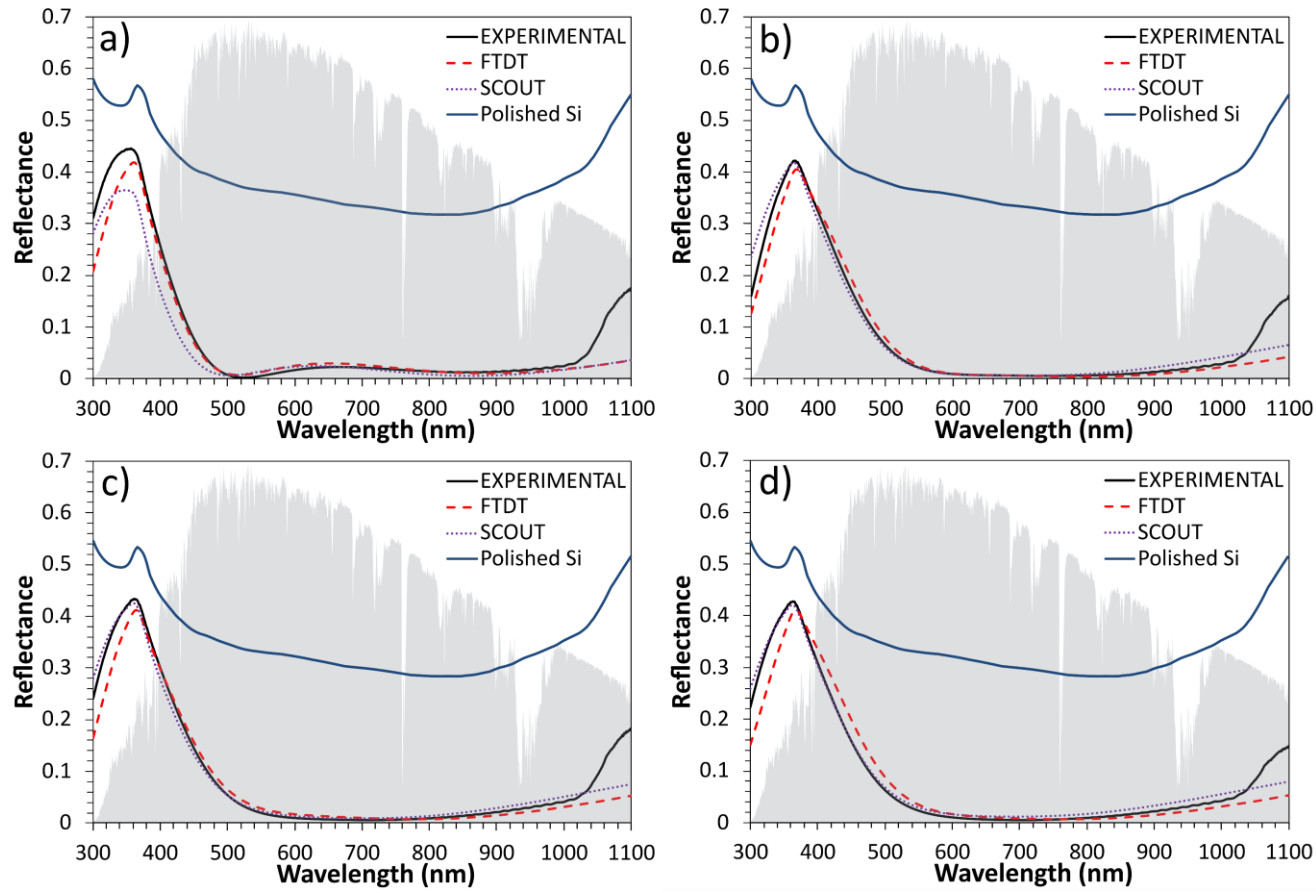 a)
EXPERIMENTAL
FTDT
SCOUT
Polished Si
Reflectance
0.7
0.6
0.5
0.4
0.3
0.2
0.1
0
300 400 500 600 700 800 900 1000 1100
Wavelength (nm)
b)
EXPERIMENTAL
FTDT
SCOUT
Polished Si
Reflectance
0.7
0.6
0.5
0.4
0.3
0.2
0.1
0
300 400 500 600 700 800 900 1000 1100
Wavelength (nm)
c)
EXPERIMENTAL
FTDT
SCOUT
Polished Si
Reflectance
0.7
0.6
0.5
0.4
0.3
0.2
0.1
0
300 400 500 600 700 800 900 1000 1100
Wavelength (nm)
d)
EXPERIMENTAL
FTDT
SCOUT
Polished Si
Reflectance
0.7
0.6
0.5
0.4
0.3
0.2
0.1
0
300 400 500 600 700 800 900 1000 1100
Wavelength (nm)